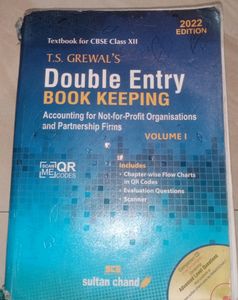 2022
EDITION
Textbook for CBSE Class XII
T.S. GREWAL'S
Double Entry
BOOK KEEPING
Accounting for Not-for-Profit Organisations
and Partnership Firms
VOLUME I
SCAN ME
QR
CODES
Includes
• Chapter-wise Flow Charts
in QR Codes
• Evaluation Questions
• Scanner
sultan chand